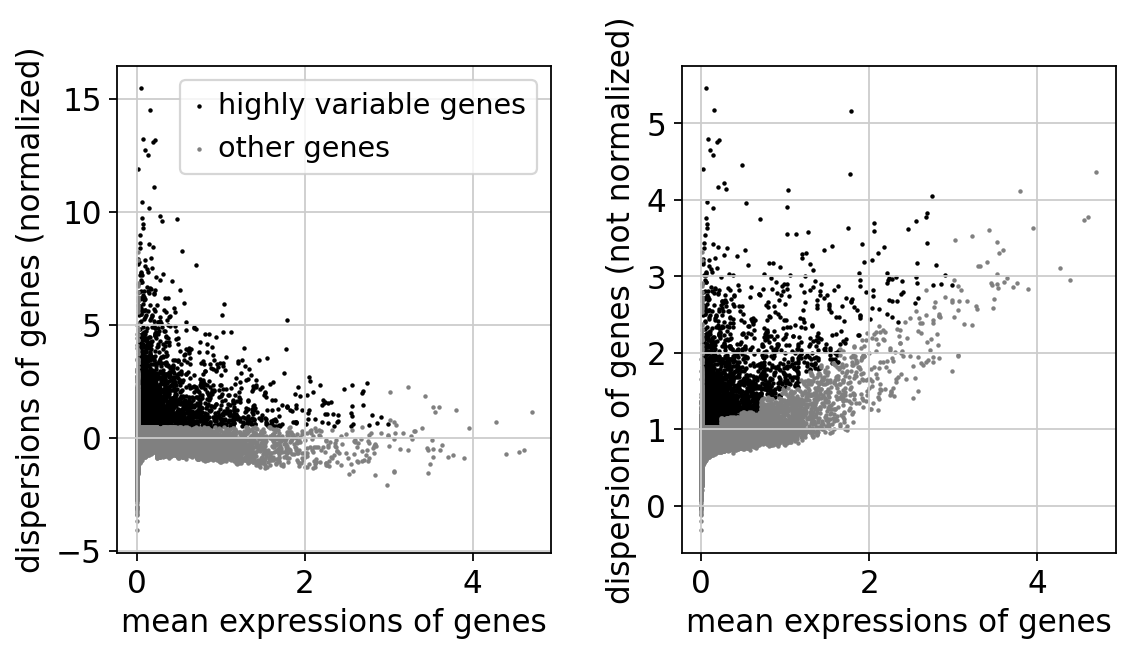 dispersions of genes (normalized)
15
10
5
0
−5
highly variable genes
other genes
0 2 4
mean expressions of genes
dispersions of genes (not normalized)
5
4
3
2
1
0
0 2 4
mean expressions of genes